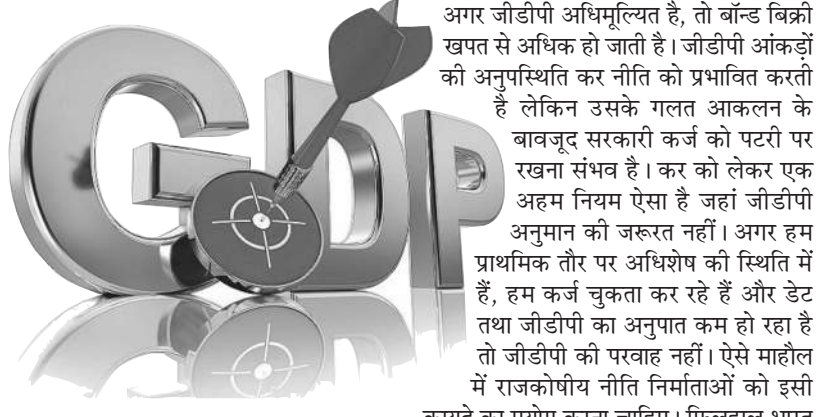 GDP
अगर जीडीपी अधिमूल्यित है, तो बॉन्ड बिक्री
खपत से अधिक हो जाती है। जीडीपी आंकड़ों
की अनुपस्थिति कर नीति को प्रभावित करती
है लेकिन उसके गलत आकलन के
बावजूद सरकारी कर्ज को पटरी पर
रखना संभव है। कर को लेकर एक
अहम नियम ऐसा है जहां जीडीपी
अनुमान की जरूरत नहीं। अगर हम
प्राथमिक तौर पर अधिशेष की स्थिति में
हैं, हम कर्ज चुकता कर रहे हैं और डेट
तथा जीडीपी का अनुपात कम हो रहा है
तो जीडीपी की परवाह नहीं। ऐसे माहौल
में राजकोषीय नीति निर्माताओं को इसी